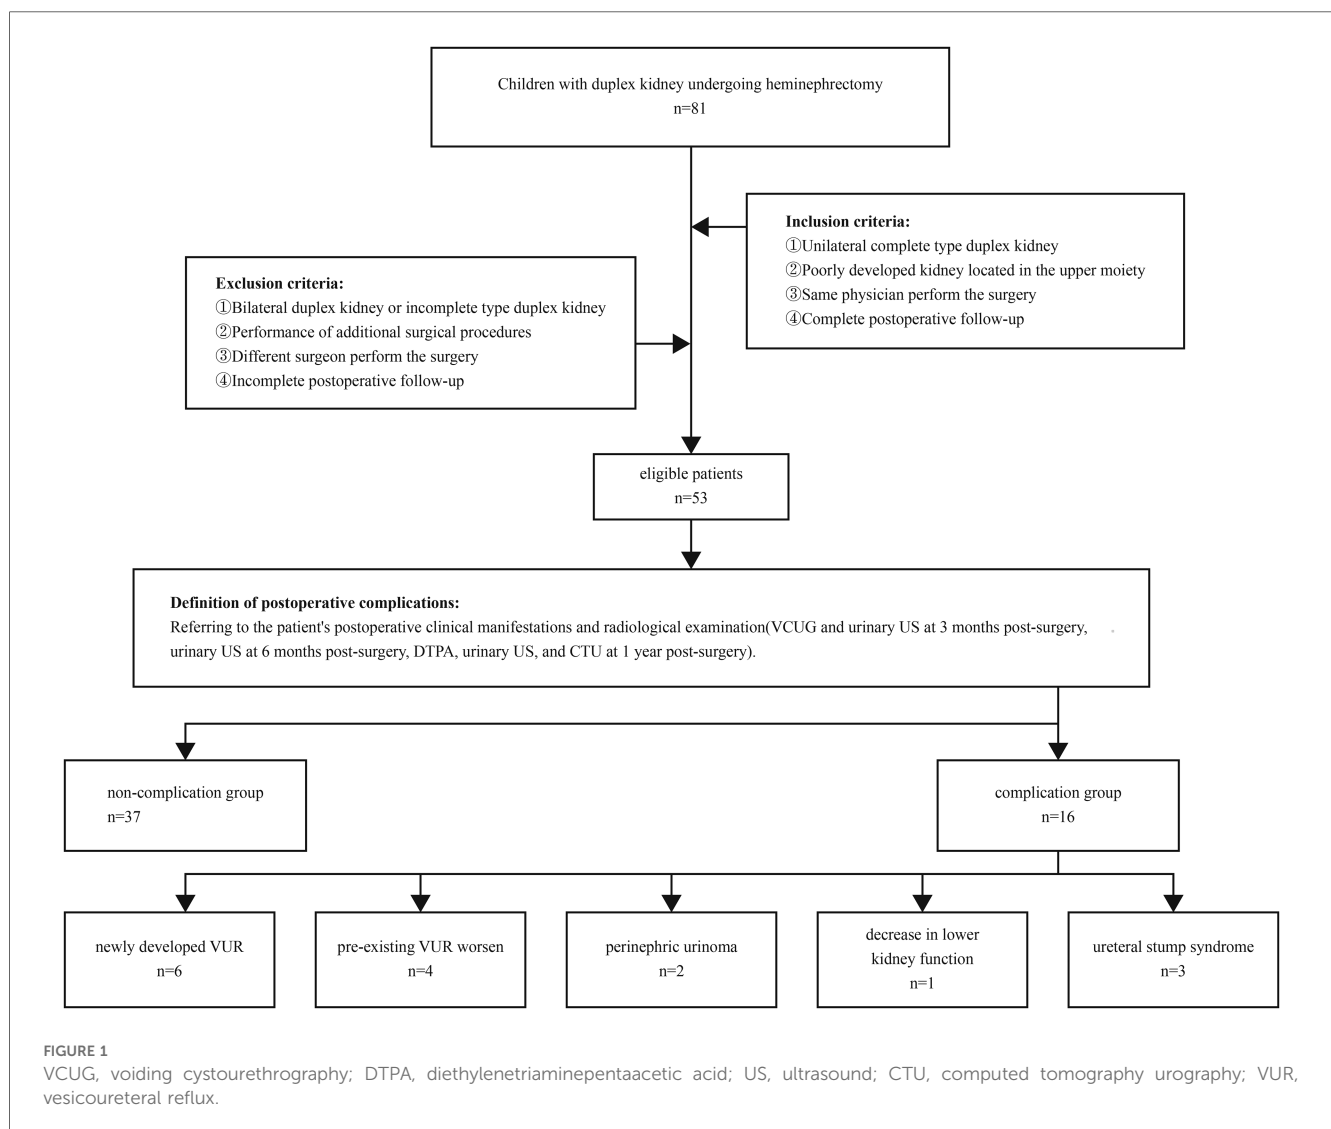 Children with duplex kidney undergoing heminephrectomy
n=81
Inclusion criteria:
①Unilateral complete type duplex kidney
②Poorly developed kidney located in the upper moiety
③Same physician perform the surgery
④Complete postoperative follow-up
Exclusion criteria:
①Bilateral duplex kidney or incomplete type duplex kidney
②Performance of additional surgical procedures
③Different surgeon perform the surgery
④Incomplete postoperative follow-up
eligible patients
n=53
Definition of postoperative complications:
Referring to the patient's postoperative clinical manifestations and radiological examination(VCUG and urinary US at 3 months post-surgery,
urinary US at 6 months post-surgery, DTPA, urinary US, and CTU at 1 year post-surgery).
non-complication group
n=37
complication group
n=16
newly developed VUR
n=6
pre-existing VUR worsen
n=4
perinephric urinoma
n=2
decrease in lower
kidney function
n=1
ureteral stump syndrome
n=3
FIGURE 1
VCUG, voiding cystourethrography; DTPA, diethylenetriaminepentaacetic acid; US, ultrasound; CTU, computed tomography urography; VUR,
vesicoureteral reflux.